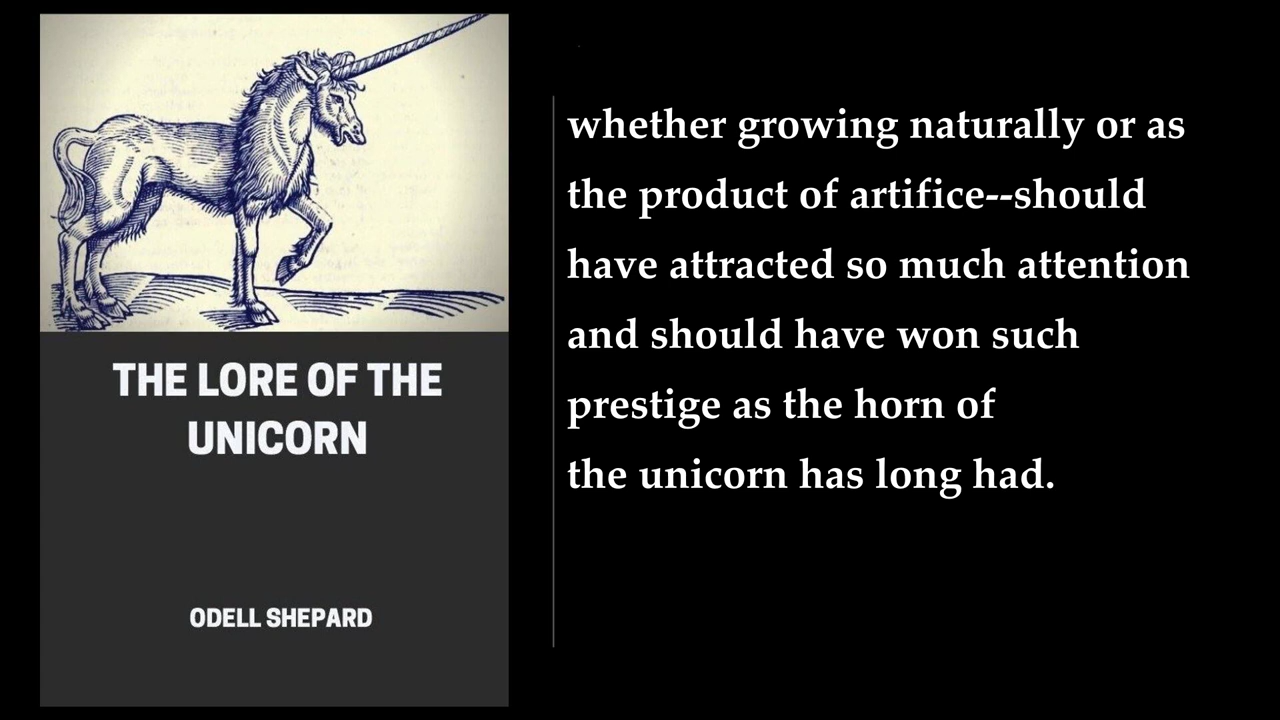 THE LORE OF THE
UNICORN
ODELL SHEPARD
whether growing naturally or as
the product of artifice--should
have attracted so much attention
and should have won such
prestige as the horn of
the unicorn has long had.